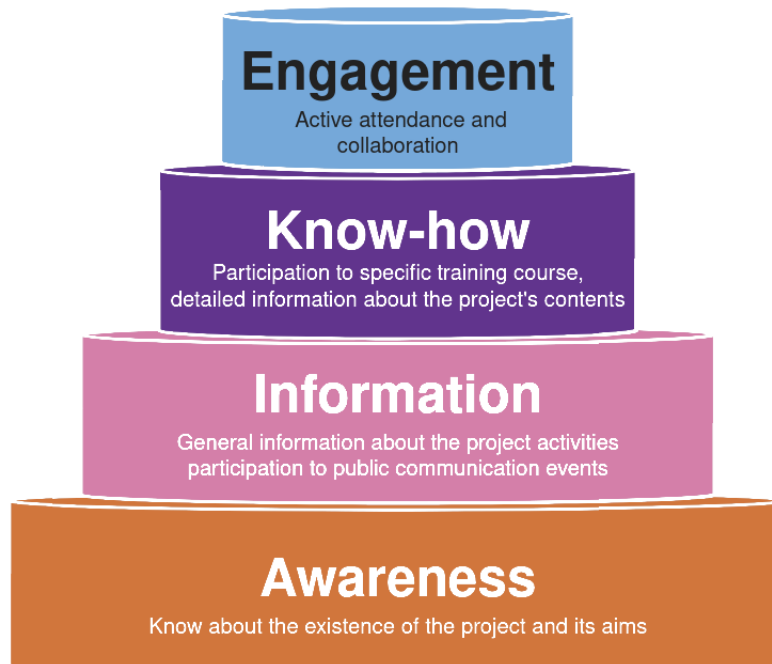 Engagement
Active attendance and
collaboration
Know-how
Participation to specific training course,
detailed information about the project's contents
Information
General information about the project activities
participation to public communication events
Awareness
Know about the existence of the project and its aims